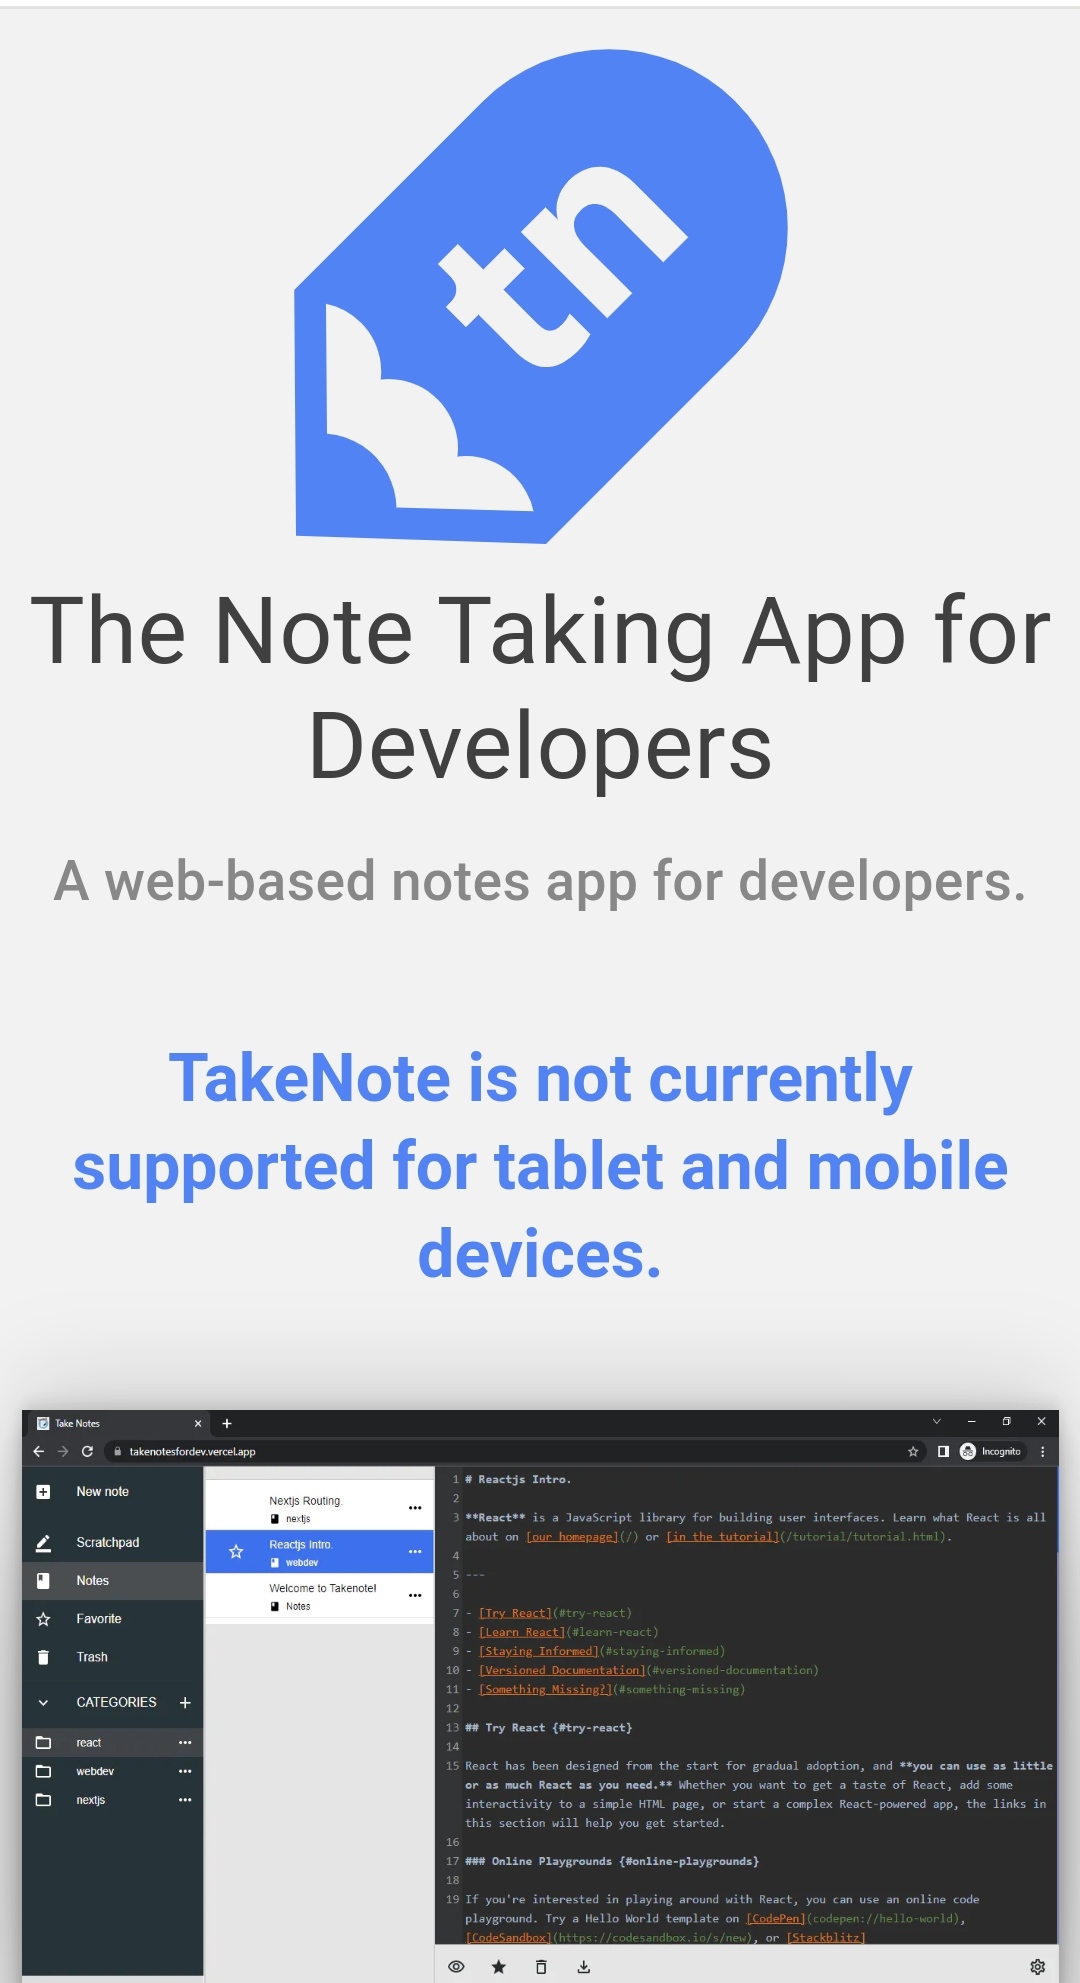 tn
The Note Taking App for
Developers
A web-based notes app for developers.
TakeNote is not currently
supported for tablet and mobile
devices.
Take Notes
takenotesfordev.vercel.app
Incognito
New note
Scratchpad
Notes
Favorite
Trash
CATEGORIES
react
webdev
nextjs
Nextjs Routing.
nextjs
Reactjs Intro.
webdev
Welcome to Takenote!
Notes
1 # Reactjs Intro.
2
3 **React** is a JavaScript library for building user interfaces. Learn what React is all
about on [our homepage](/) or [in the tutorial](/tutorial/tutorial.html).
4
5 ---
6
7 - [Try React](#try-react)
8 - [Learn React](#learn-react)
9 - [Staying Informed](#staying-informed)
10 - [Versioned Documentation](#versioned-documentation)
11 - [Something Missing?](#something-missing)
12
13 ## Try React {#try-react}
14
15 React has been designed from the start for gradual adoption, and **you can use as little
or as much React as you need.** Whether you want to get a taste of React, add some
interactivity to a simple HTML page, or start a complex React-powered app, the links in
this section will help you get started.
16
17 ### Online Playgrounds {#online-playgrounds}
18
19 If you're interested in playing around with React, you can use an online code
playground. Try a Hello World template on [CodePen](codepen://hello-world),
[CodeSandbox](https://codesandbox.io/s/new), or [Stackblitz]